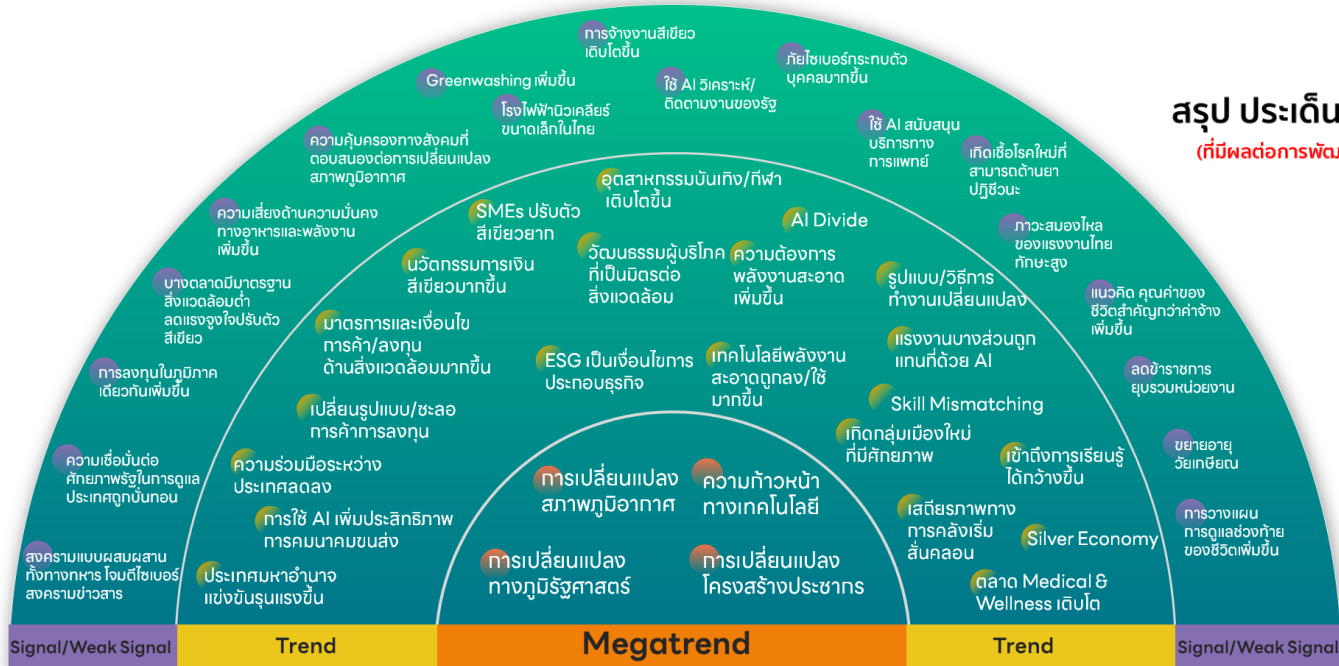 การจ้างงานสีเขียว
เติบโตขึ้น
ภัยไซเบอร์กระทบตัว
บุคคลมากขึ้น
Greenwashing เพิ่มขึ้น
ใช้ AI วิเคราะห์/
ติดตามงานของรัฐ
โรงไฟฟ้านิวเคลียร์
ขนาดเล็กในไทย
สรุป ประเด็น
(ที่มีผลต่อการพัฒ
ใช้ AI สนับสนุน
บริการทาง
การแพทย์
ความคุ้มครองทางสังคมที่
ตอบสนองต่อการเปลี่ยนแปลง
สภาพภูมิอากาศ
เกิดเชื้อโรคใหม่ที่
สามารถต้านยา
ปฏิชีวนะ
อุตสาหกรรมบันเทิง/กีฬา
เติบโตขึ้น
SMEs ปรับตัว
สีเขียวยาก
AI Divide
ความเสี่ยงด้านความมั่นคง
ทางอาหารและพลังงาน
เพิ่มขึ้น
ภาวะสมองไหล
ของแรงงานไทย
ทักษะสูง
นวัตกรรมการเงิน
สีเขียวมากขึ้น
วัฒนธรรมผู้บริโภค
ที่เป็นมิตรต่อ
สิ่งแวดล้อม
ความต้องการ
พลังงานสะอาด
เพิ่มขึ้น
รูปแบบ/วิธีการ
ทำงานเปลี่ยนแปลง
บางตลาดมีมาตรฐาน
สิ่งแวดล้อมต่ำ
ลดแรงจูงใจปรับตัว
สีเขียว
แนวคิด คุณค่าของ
ชีวิตสำคัญกว่าค่าจ้าง
เพิ่มขึ้น
มาตรการและเงื่อนไข
การค้า/ลงทุน
ด้านสิ่งแวดล้อมมากขึ้น
ESG เป็นเงื่อนไขการ
ประกอบธุรกิจ
เทคโนโลยีพลังงาน
สะอาดถูกลง/ใช้
มากขึ้น
แรงงานบางส่วนถูก
แทนที่ด้วย AI
การลงทุนในภูมิภาค
เดียวกันเพิ่มขึ้น
ลดข้าราชการ
ยุบรวมหน่วยงาน
เปลี่ยนรูปแบบ/ชะลอ
การค้าการลงทุน
Skill Mismatching
เกิดกลุ่มเมืองใหม่
ที่มีศักยภาพ
เข้าถึงการเรียนรู้
ได้กว้างขึ้น
ขยายอายุ
วัยเกษียณ
ความเชื่อมั่นต่อ
ศักยภาพรัฐในการดูแล
ประเทศถูกบั่นทอน
ความร่วมมือระหว่าง
ประเทศลดลง
การเปลี่ยนแปลง
สภาพภูมิอากาศ
ความก้าวหน้า
ทางเทคโนโลยี
การใช้ AI เพิ่มประสิทธิภาพ
การคมนาคมขนส่ง
เสถียรภาพทาง
การคลังเริ่ม
สั่นคลอน
Silver Economy
การวางแผน
การดูแลช่วงท้าย
ของชีวิตเพิ่มขึ้น
สงครามแบบผสมผสาน
ทั้งทางทหาร โจมตีไซเบอร์
สงครามข่าวสาร
ประเทศมหาอำนาจ
แข่งขันรุนแรงขึ้น
การเปลี่ยนแปลง
ทางภูมิรัฐศาสตร์
การเปลี่ยนแปลง
โครงสร้างประชากร
ตลาด Medical &
Wellness เติบโต
Signal/Weak Signal
Trend
Megatrend
Trend
Signal/Weak Signal